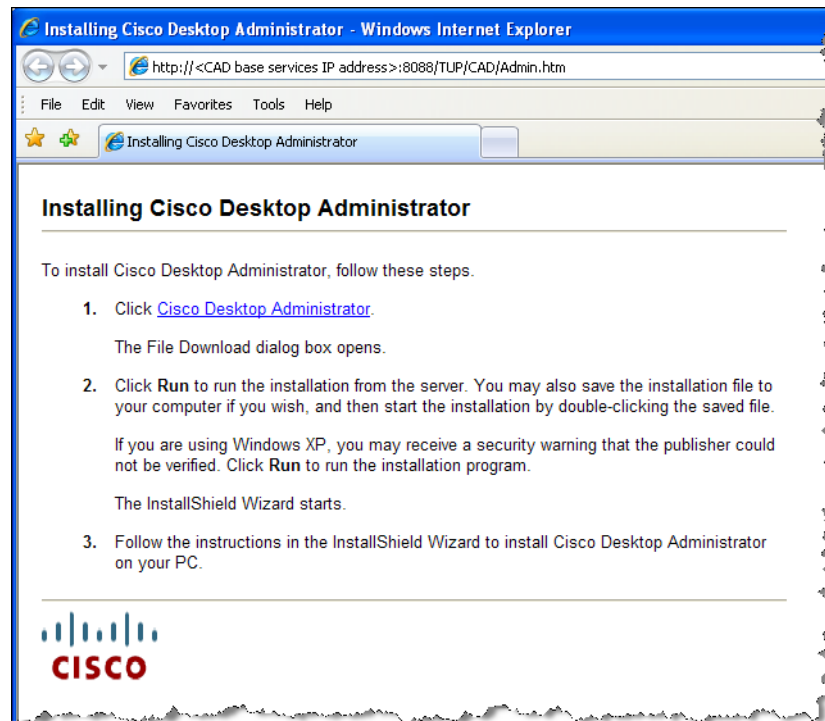 Installing Cisco Desktop Administrator - Windows Internet Explorer
http://<CAD base services IP address>:8088/TUP/CAD/Admin.htm
File Edit View Favorites Tools Help
Installing Cisco Desktop Administrator
Installing Cisco Desktop Administrator
To install Cisco Desktop Administrator, follow these steps.
1. Click Cisco Desktop Administrator.
The File Download dialog box opens.
2. Click Run to run the installation from the server. You may also save the installation file to
your computer if you wish, and then start the installation by double-clicking the saved file.
If you are using Windows XP, you may receive a security warning that the publisher could
not be verified. Click Run to run the installation program.
The InstallShield Wizard starts.
3. Follow the instructions in the InstallShield Wizard to install Cisco Desktop Administrator
on your PC.
CISCO